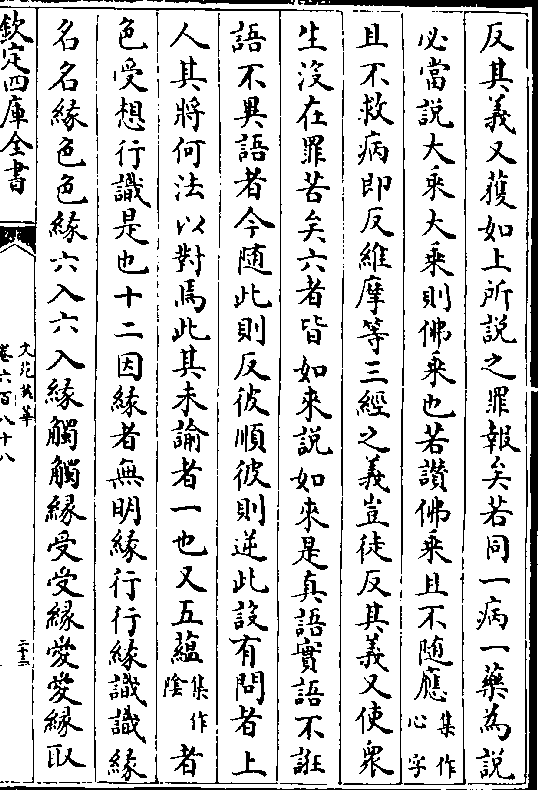 反其義又獲如上所說之罪報矣若同一病一藥為說
必當說大乘大乘則佛乘也若讃佛乘且不随應集作心字
且不救病即反維摩等三經之義豈徒反其義又使衆
生沒在罪苦矣六者皆如來說如來是真語實語不誑
語不異語者今随此則反彼順彼則逆此設有問者上
人其將何法以對焉此其未諭者一也又五蘊集作陰者
色受想行識是也十二因緣者無明緣行行緣識識緣
名名緣色色緣六入六入緣觸觸緣受受緣愛愛緣取
欽定四庫全書
文苑英華
卷六百八十八
二十三